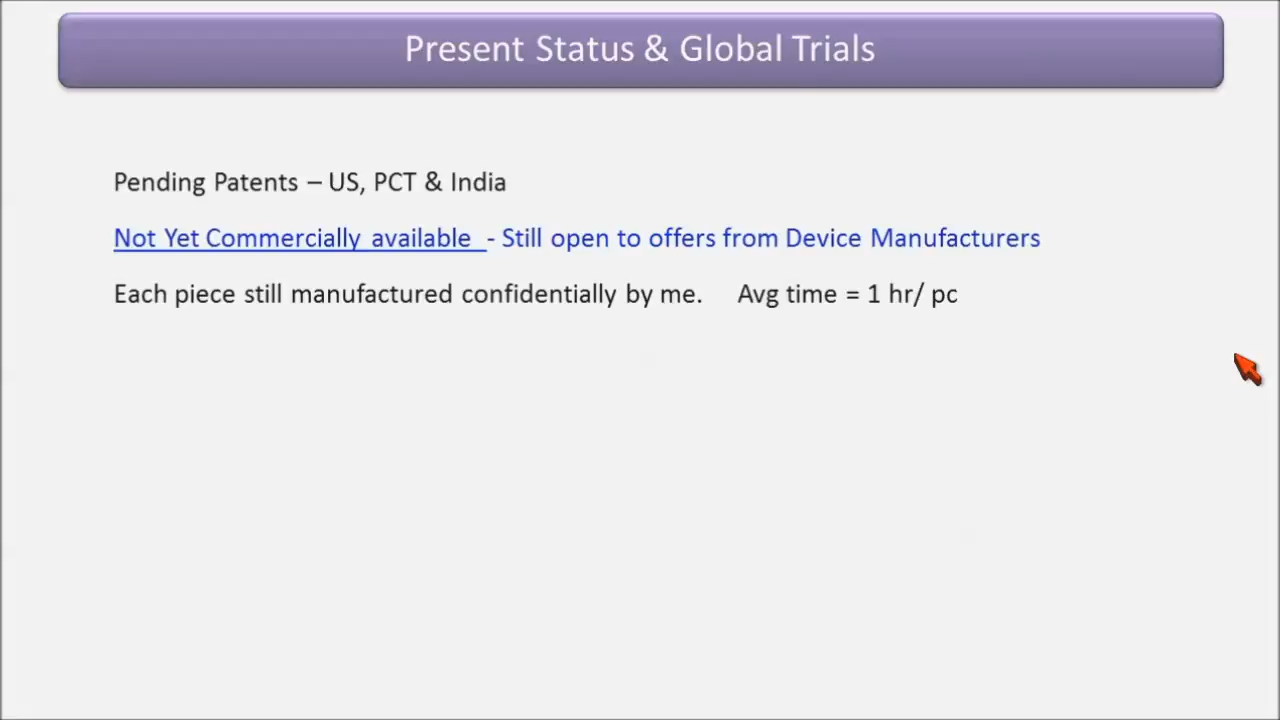 Present Status & Global Trials
Pending Patents – US, PCT & India
Not Yet Commercially available - Still open to offers from Device Manufacturers
Each piece still manufactured confidentially by me. Avg time = 1 hr/ pc